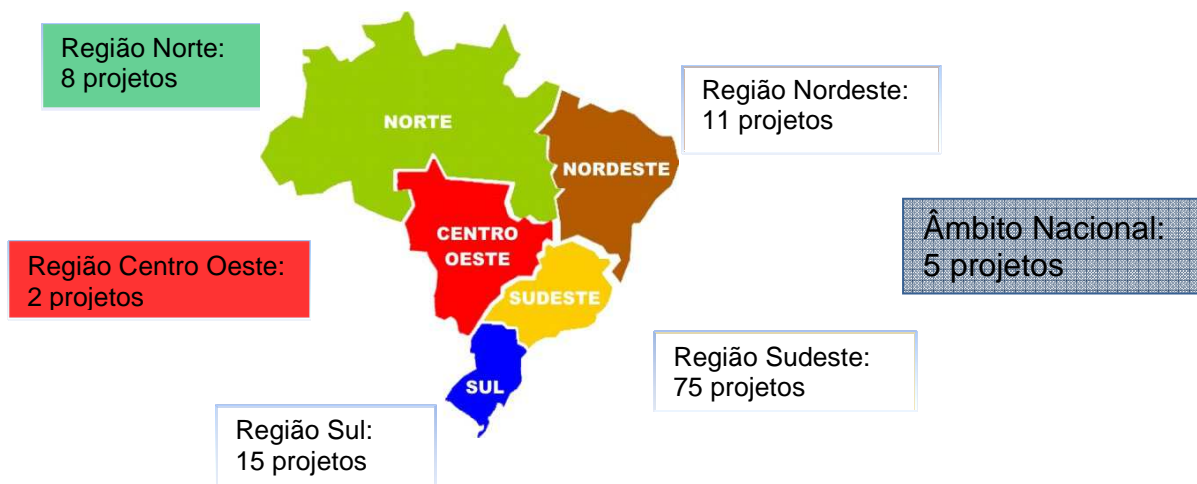 Região Norte:
8 projetos
NORTE
NORDESTE
CENTRO
OESTE
SUDESTE
SUL
Região Nordeste:
11 projetos
Âmbito Nacional:
5 projetos
Região Centro Oeste:
2 projetos
Região Sudeste:
75 projetos
Região Sul:
15 projetos